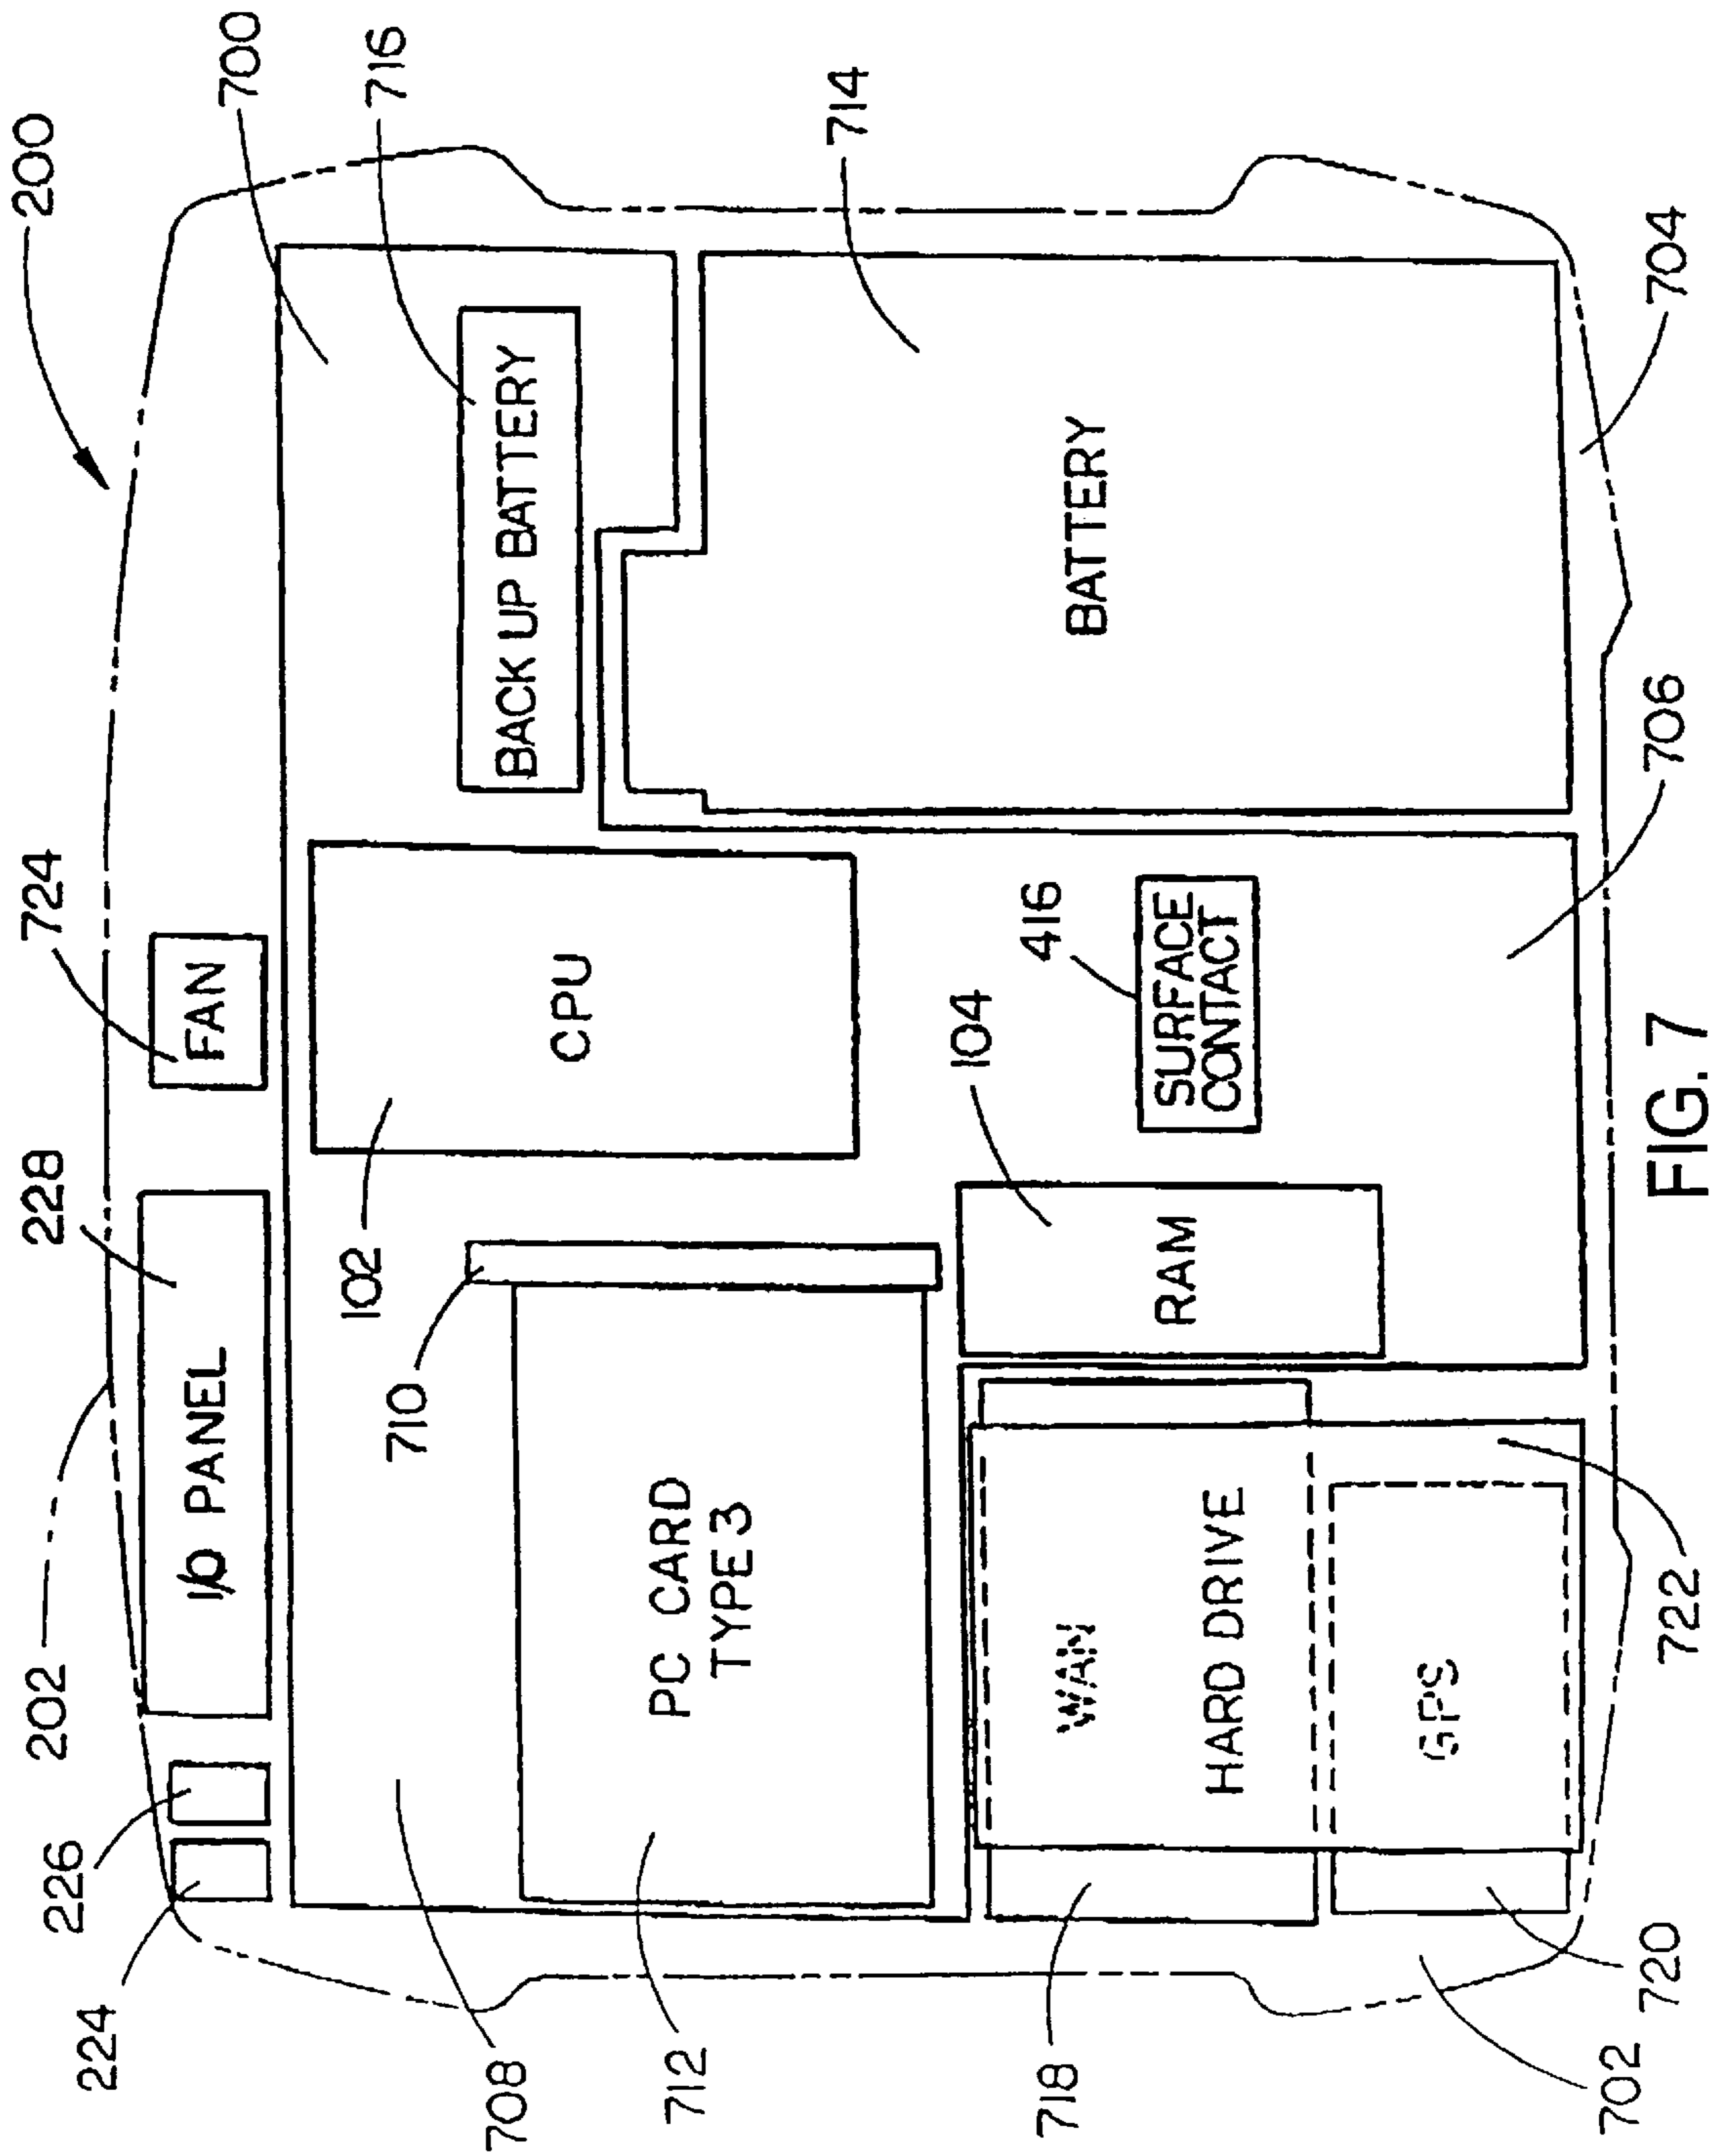 200
700
716
714
704
706
724
228
202
226
224
708
712
718
702
720
722
710
102
104
416
FAN
I/O PANEL
BACK UP BATTERY
BATTERY
CPU
SURFACE
CONTACT
RAM
PC CARD
TYPE 3
WAN
HARD DRIVE
GPS
FIG. 7